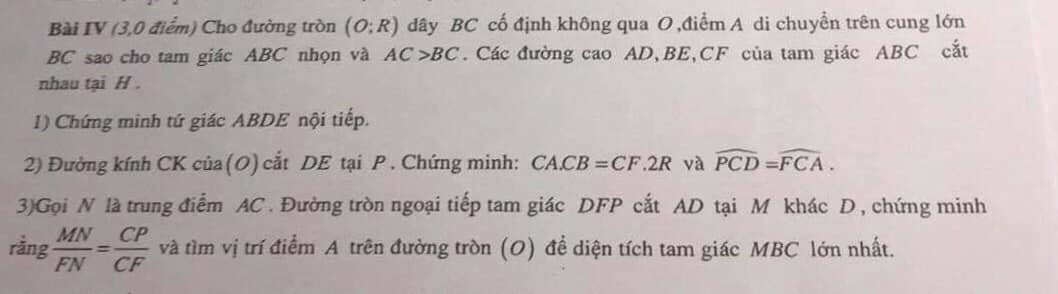 Bài IV (3,0 điểm) Cho đường tròn (O;R) dây BC cố định không qua O ,điểm A di chuyển trên cung lớn
BC sao cho tam giác ABC nhọn và AC >BC . Các đường cao AD, BE, CF của tam giác ABC cắt
nhau tại H .
1) Chứng minh tứ giác ABDE nội tiếp.
2) Đường kính CK của (O) cắt DE tại P . Chứng minh: CA.CB = CF.2R và \widehat{PCD} = \widehat{FCA} .
3)Gọi N là trung điểm AC . Đường tròn ngoại tiếp tam giác DFP cắt AD tại M khác D , chứng minh
rằng \frac{MN}{FN} = \frac{CP}{CF} và tìm vị trí điểm A trên đường tròn (O) để diện tích tam giác MBC lớn nhất.